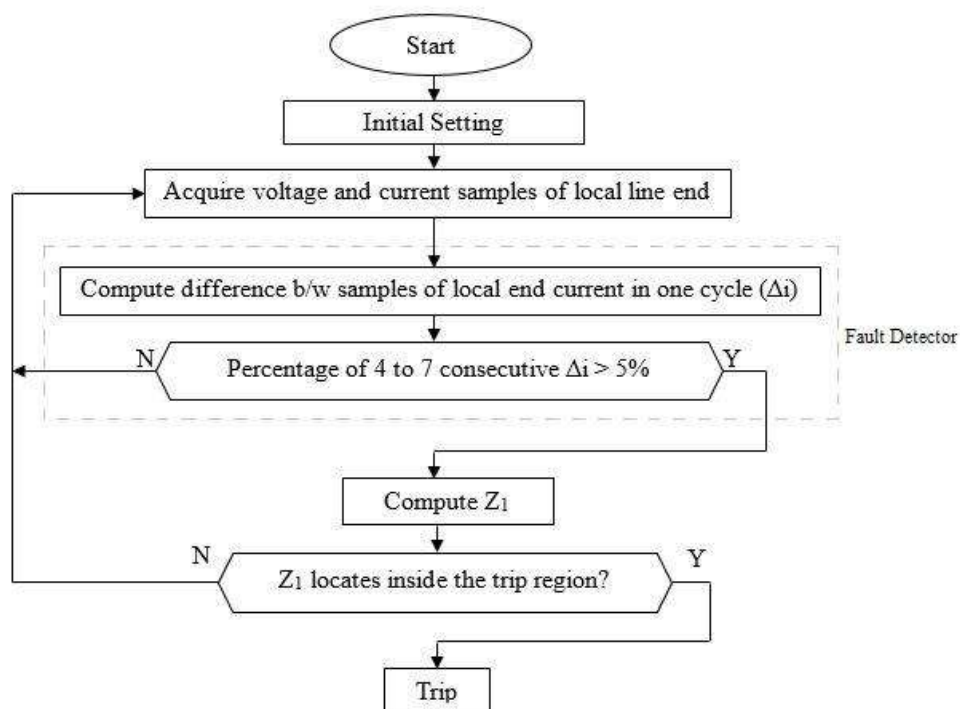 Start
Initial Setting
Acquire voltage and current samples of local line end
Compute difference b/w samples of local end current in one cycle (Δi)
Fault Detector
N
Percentage of 4 to 7 consecutive Δi > 5%
Y
Compute Z₁
N
Z₁ locates inside the trip region?
Y
Trip